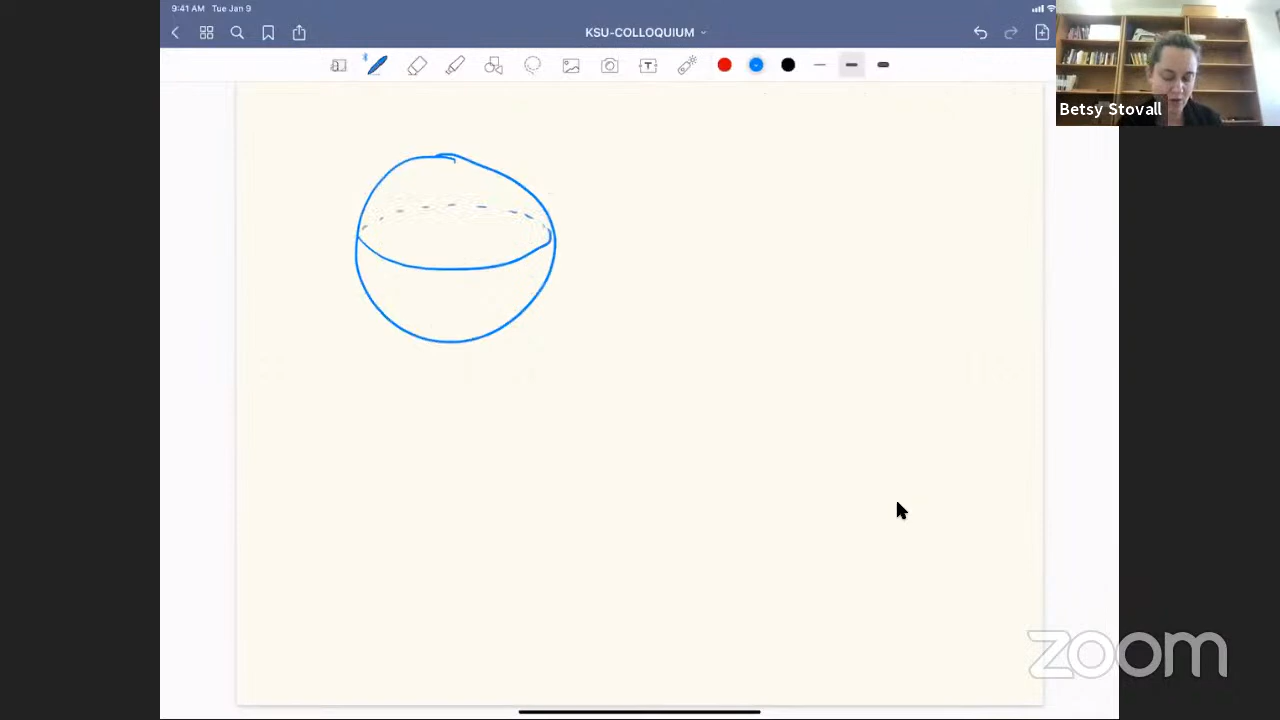 9:41 AM Tue Jan 9
KSU-COLLOQUIUM
T
Betsy Stovall
zoom